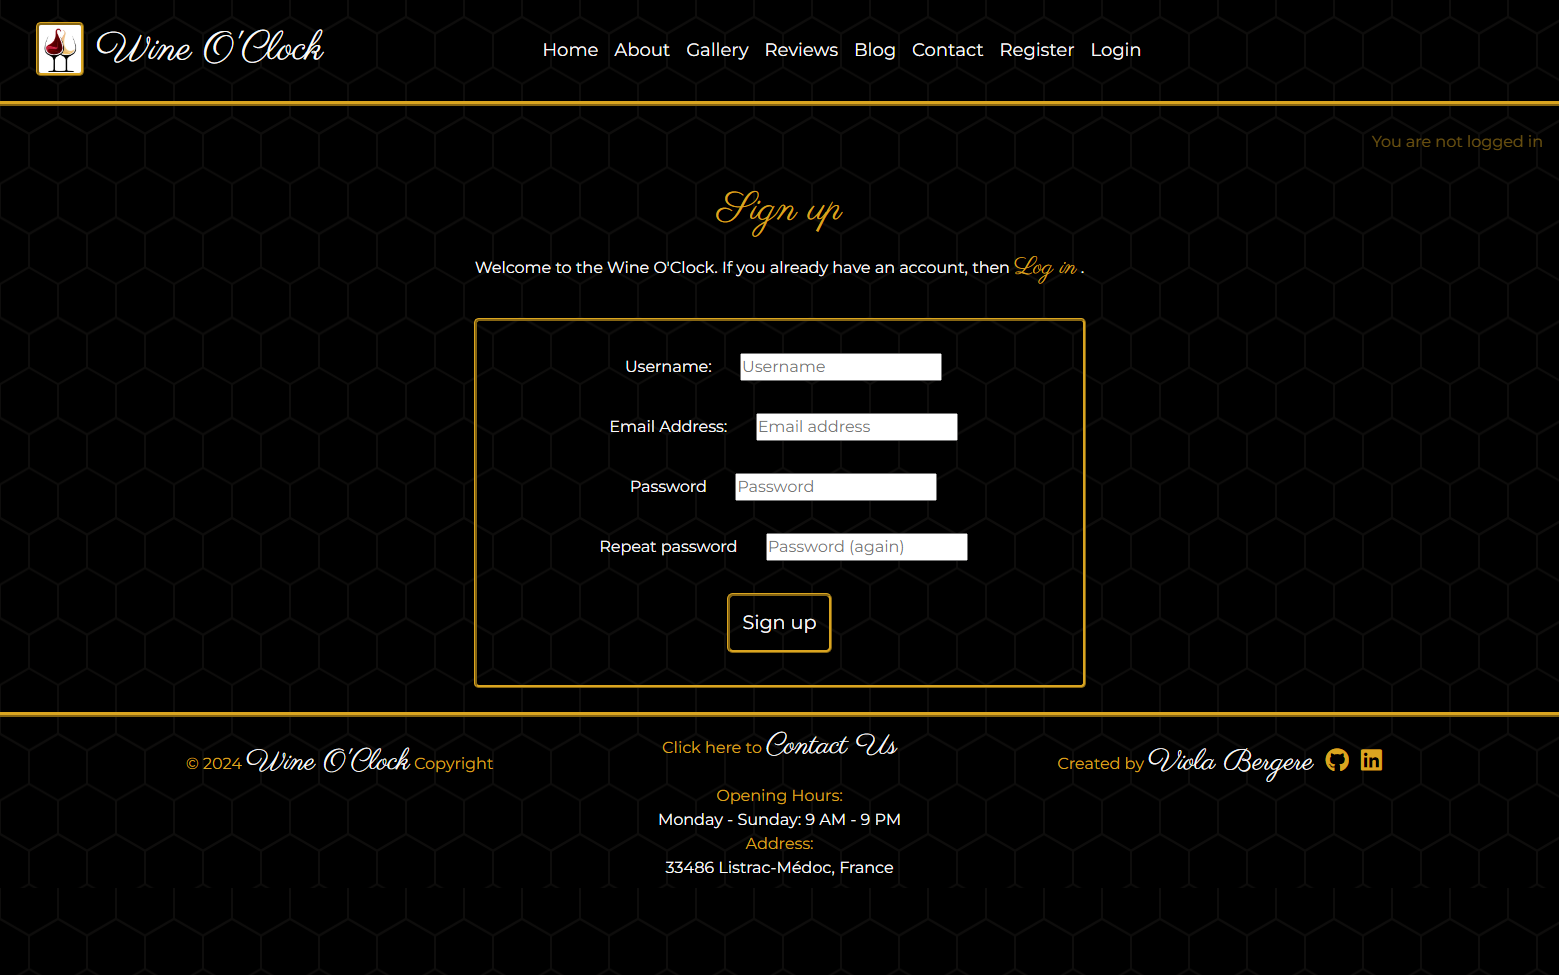 Wine O'Clock
Home About Gallery Reviews Blog Contact Register Login
You are not logged in
Sign up
Welcome to the Wine O'Clock. If you already have an account, then Log in .
Username: Username
Email Address: Email address
Password Password
Repeat password Password (again)
Sign up
© 2024 Wine O'Clock Copyright
Click here to Contact Us
Opening Hours:
Monday - Sunday: 9 AM - 9 PM
Address:
33486 Listrac-Médoc, France
Created by Viola Bergere